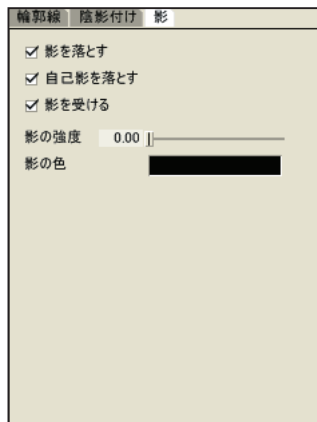 輪郭線 陰影付け 影
影を落とす
自己影を落とす
影を受ける
影の強度 0.00
影の色